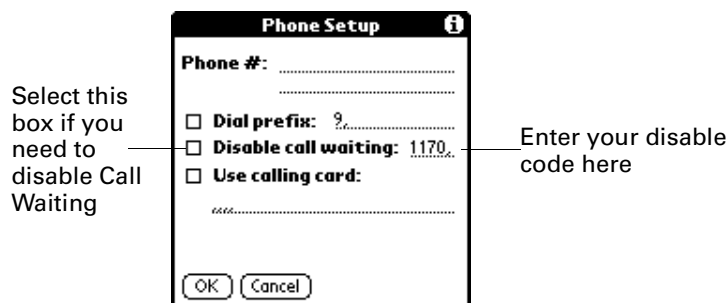 Phone Setup
Phone #:
Select this
box if you
need to
disable Call
Waiting
Dial prefix: 9,
Disable call waiting: 1170,
Use calling card:
,,,,
Enter your disable
code here
OK Cancel